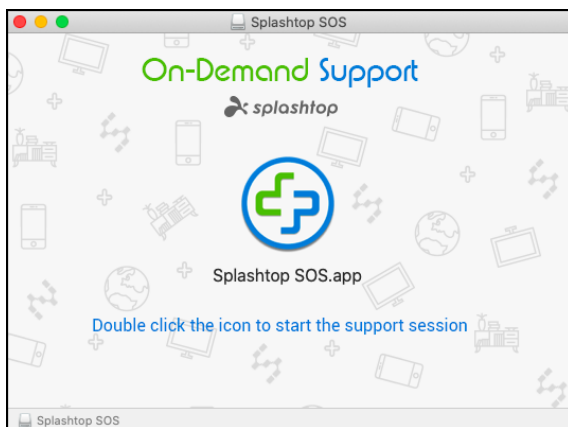 Splashtop SOS
On-Demand Support
splashtop
Splashtop SOS.app
Double click the icon to start the support session
Splashtop SOS